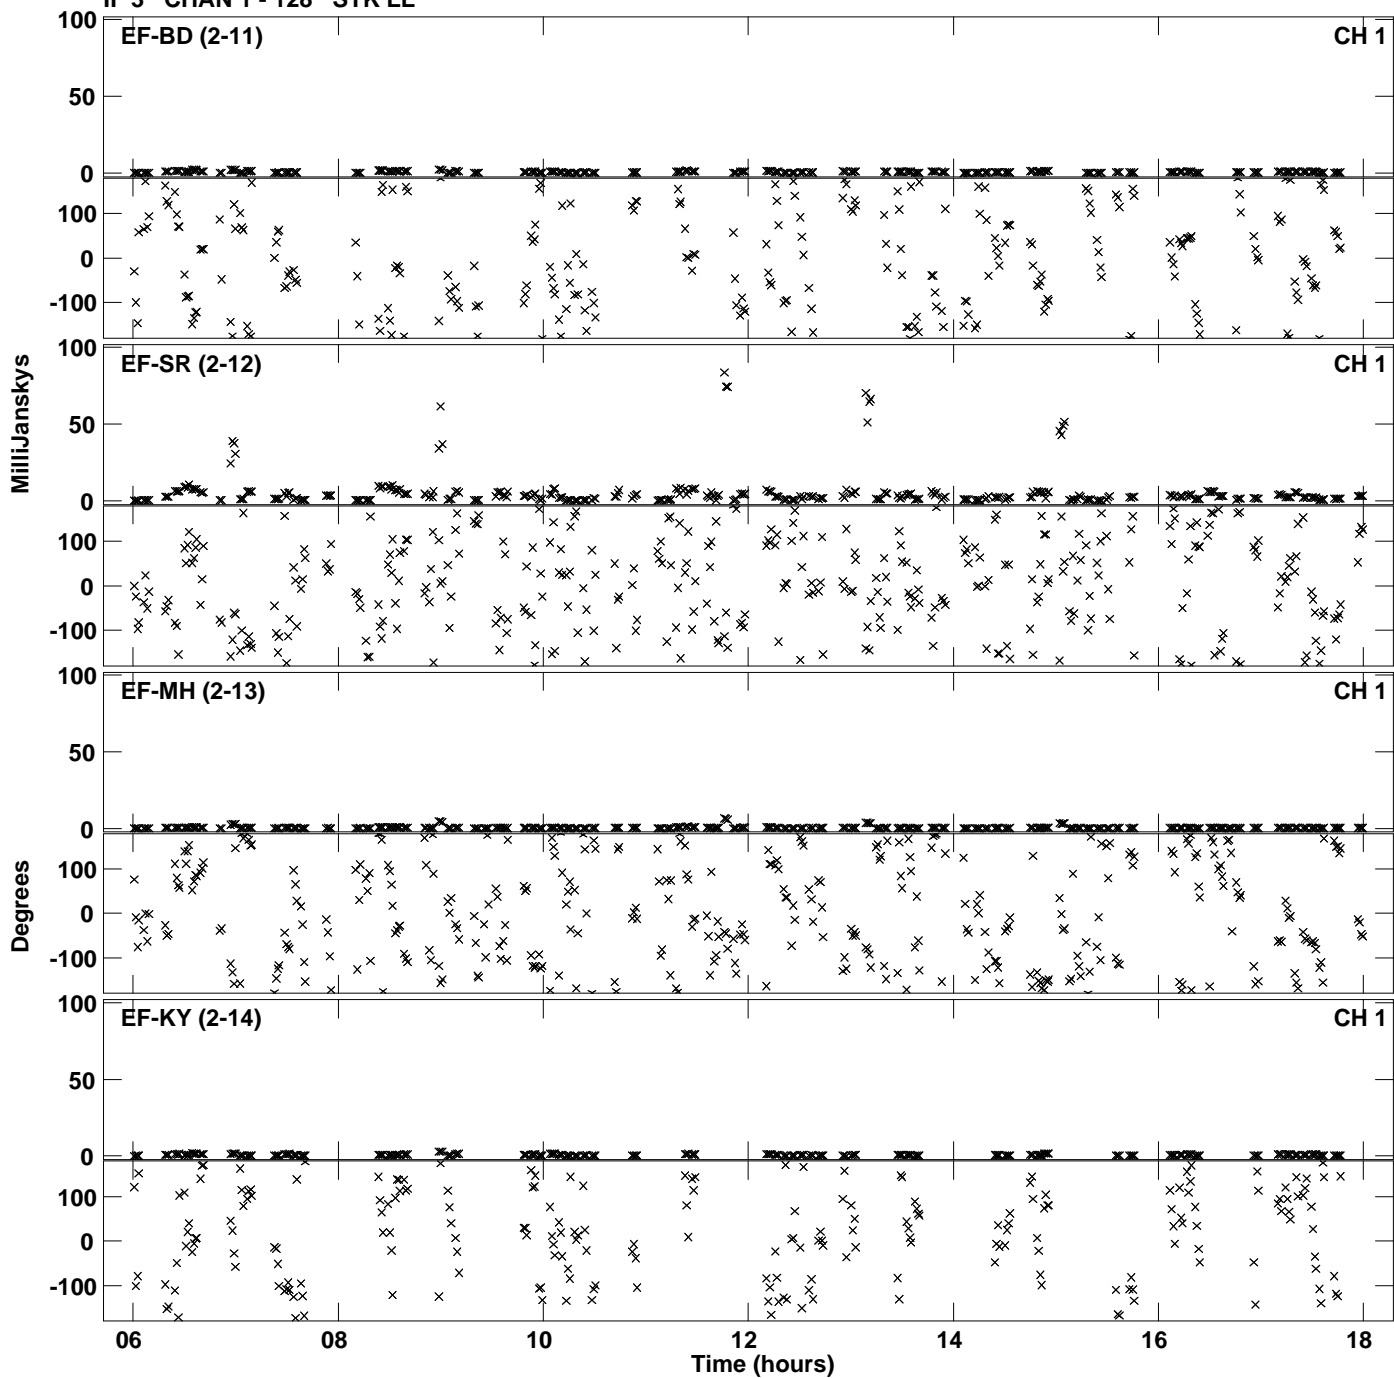 IF 3 CHAN 1 - 128 STK LL
100
EF-BD (2-11)
CH 1
50
0
100
0
-100
100
EF-SR (2-12)
CH 1
50
0
100
0
-100
MilliJanskys
100
EF-MH (2-13)
CH 1
50
0
100
0
-100
Degrees
100
EF-KY (2-14)
CH 1
50
0
100
0
-100
06 08 10 12 14 16 18
Time (hours)